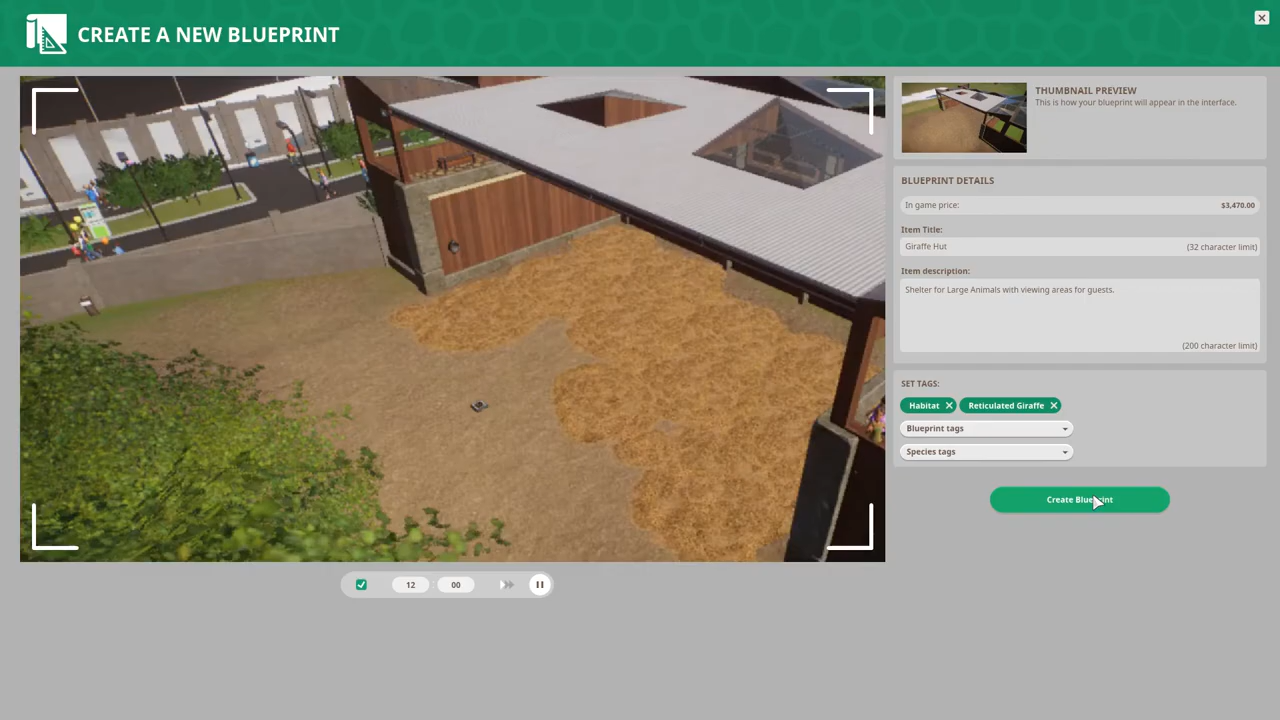 CREATE A NEW BLUEPRINT
THUMBNAIL PREVIEW
This is how your blueprint will appear in the interface.
BLUEPRINT DETAILS
In game price: $3,470.00
Item Title:
Giraffe Hut (32 character limit)
Item description:
Shelter for Large Animals with viewing areas for guests.
(200 character limit)
SET TAGS:
Habitat Reticulated Giraffe
Blueprint tags
Species tags
Create Blueprint
12 00